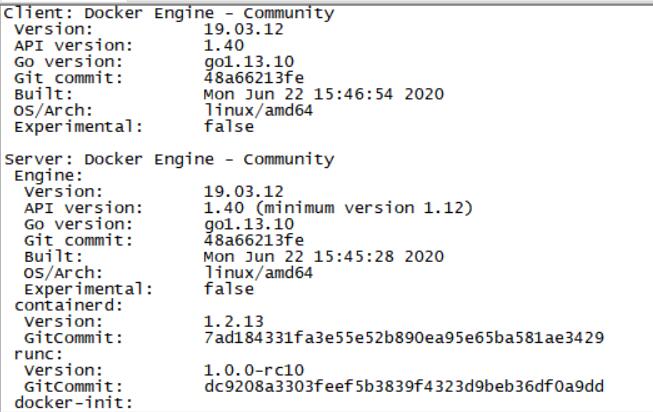 Client: Docker Engine - Community
 Version:           19.03.12
 API version:       1.40
 Go version:        go1.13.10
 Git commit:        48a66213fe
 Built:             Mon Jun 22 15:46:54 2020
 OS/Arch:           linux/amd64
 Experimental:      false

Server: Docker Engine - Community
 Engine:
  Version:          19.03.12
  API version:      1.40 (minimum version 1.12)
  Go version:       go1.13.10
  Git commit:       48a66213fe
  Built:            Mon Jun 22 15:45:28 2020
  OS/Arch:          linux/amd64
  Experimental:     false
 containerd:
  Version:          1.2.13
  GitCommit:        7ad184331fa3e55e52b890ea95e65ba581ae3429
 runc:
  Version:          1.0.0-rc10
  GitCommit:        dc9208a3303feef5b3839f4323d9beb36df0a9dd
 docker-init: